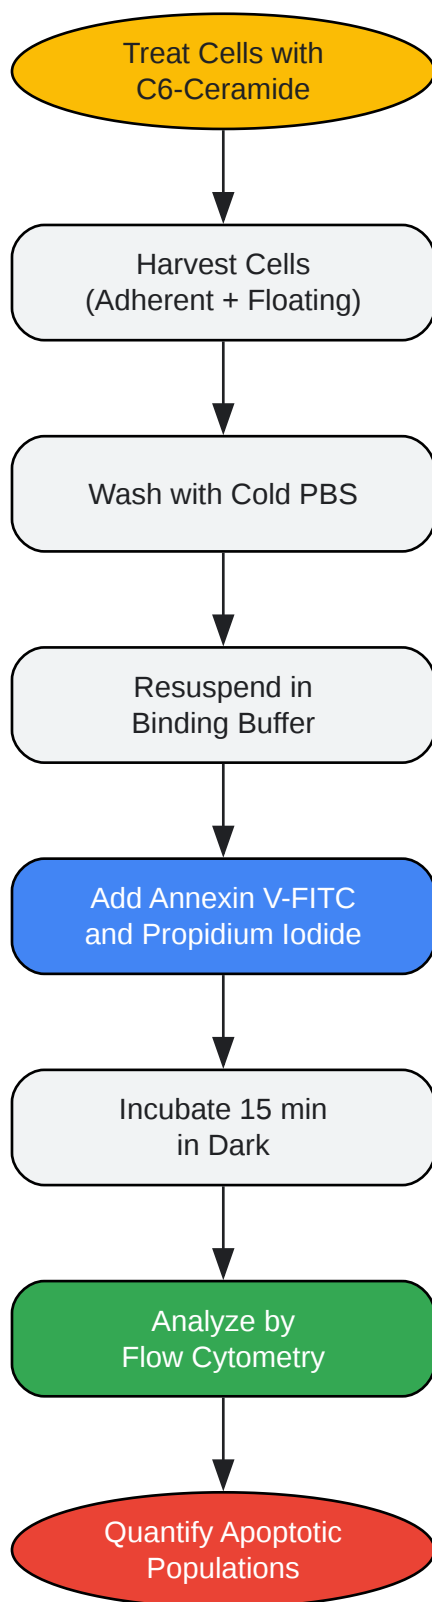 Treat Cells with
C6-Ceramide
Harvest Cells
(Adherent + Floating)
Wash with Cold PBS
Resuspend in
Binding Buffer
Add Annexin V-FITC
and Propidium Iodide
Incubate 15 min
in Dark
Analyze by
Flow Cytometry
Quantify Apoptotic
Populations